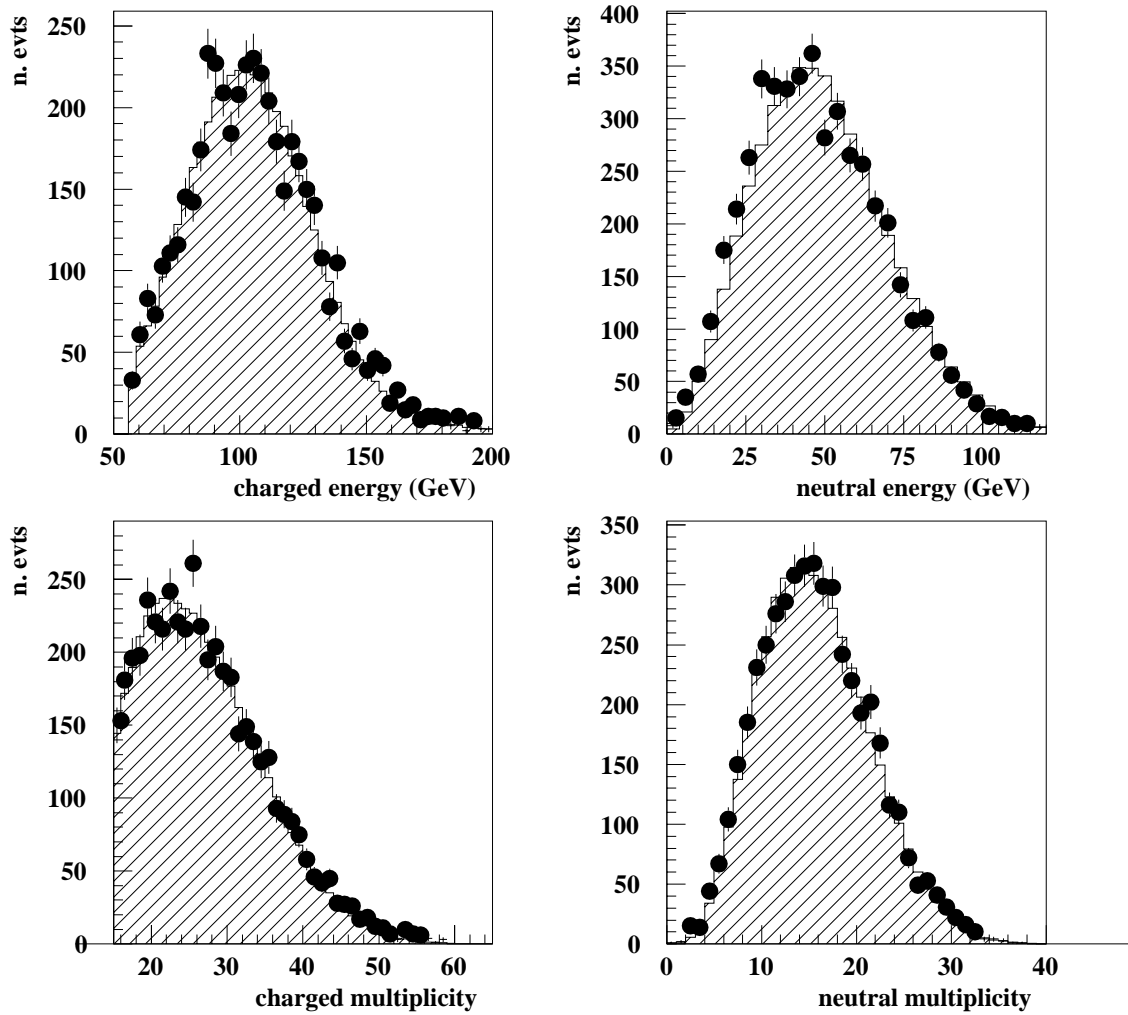 n. evts
250
200
150
100
50
0
50 100 150 200
charged energy (GeV)
n. evts
400
350
300
250
200
150
100
50
0
0 25 50 75 100
neutral energy (GeV)
n. evts
250
200
150
100
50
0
20 30 40 50 60
charged multiplicity
n. evts
350
300
250
200
150
100
50
0
0 10 20 30 40
neutral multiplicity